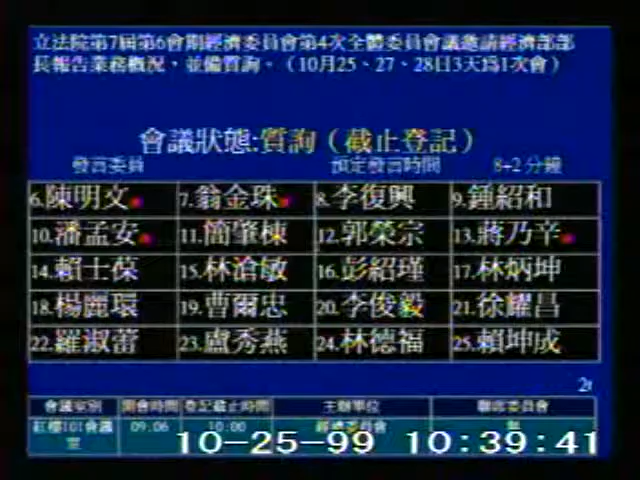 立法院第7屆第6會期經濟委員會第4次全體委員會議邀請經濟部部
長報告業務概況，並備質詢。（10月25、27、28日3天為1次會）
會議狀態:質詢（截止登記）
發言委員 預定發言時間 8+2 分鐘
6.陳明文 7.翁金珠 8.李復興 9.鍾紹和
10.潘孟安 11.簡肇棟 12.郭榮宗 13.蔣乃辛
14.賴士葆 15.林滄敏 16.彭紹瑾 17.林炳坤
18.楊麗環 19.曹爾忠 20.李俊毅 21.徐耀昌
22.羅淑蕾 23.盧秀燕 24.林德福 25.賴坤成
會議室別 開會時間 登記截止時間 主辦單位 聯席委員會
紅樓101會議室 09:06 10:00 經濟委員會 無
10-25-99 10:39:41